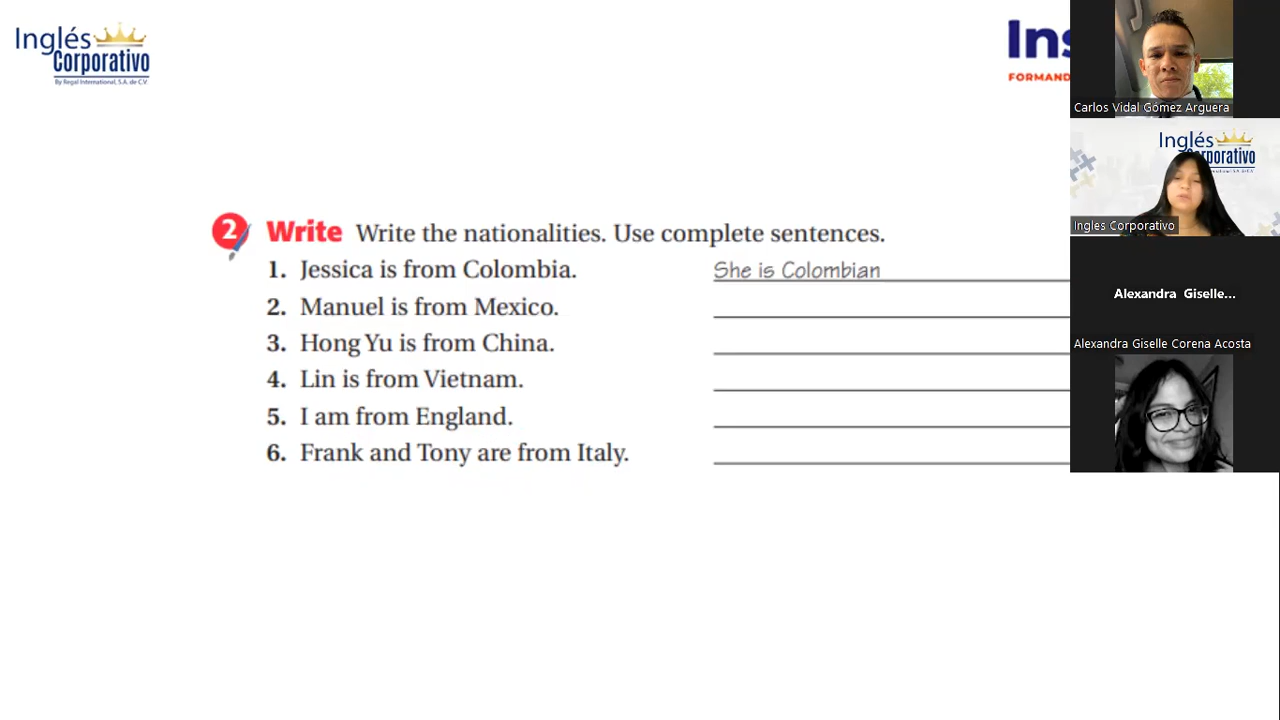 Inglés
Corporativo
By Regal International, S.A. de C.V.
Ins
FORMAND
Carlos Vidal Gómez Arguera
Inglés
Corporativo
Ingles Corporativo
Alexandra Giselle...
Alexandra Giselle Corena Acosta
2 Write Write the nationalities. Use complete sentences.
1. Jessica is from Colombia. She is Colombian
2. Manuel is from Mexico.
3. Hong Yu is from China.
4. Lin is from Vietnam.
5. I am from England.
6. Frank and Tony are from Italy.